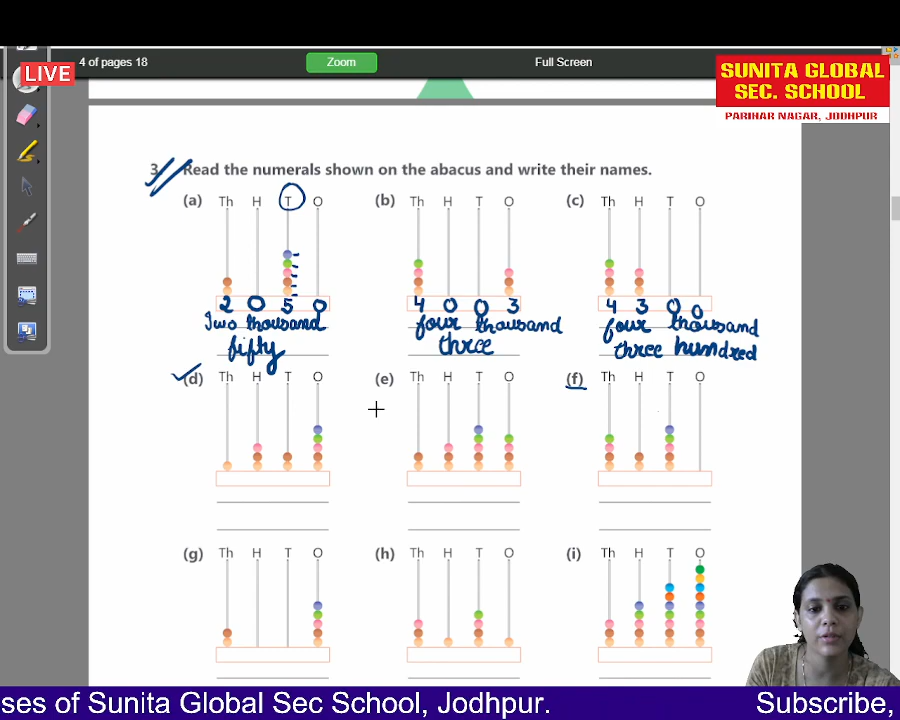 LIVE
4 of pages 18
Zoom
Full Screen
SUNITA GLOBAL
SEC. SCHOOL
PARIHAR NAGAR, JODHPUR
3. Read the numerals shown on the abacus and write their names.
(a) Th H T O (b) Th H T O (c) Th H T O
2 0 5 0 4 0 0 3 4 3 0 0
Two thousand four thousand four thousand
fifty three three hundred
(d) Th H T O (e) Th H T O (f) Th H T O
(g) Th H T O (h) Th H T O (i) Th H T O
ses of Sunita Global Sec School, Jodhpur. Subscribe,